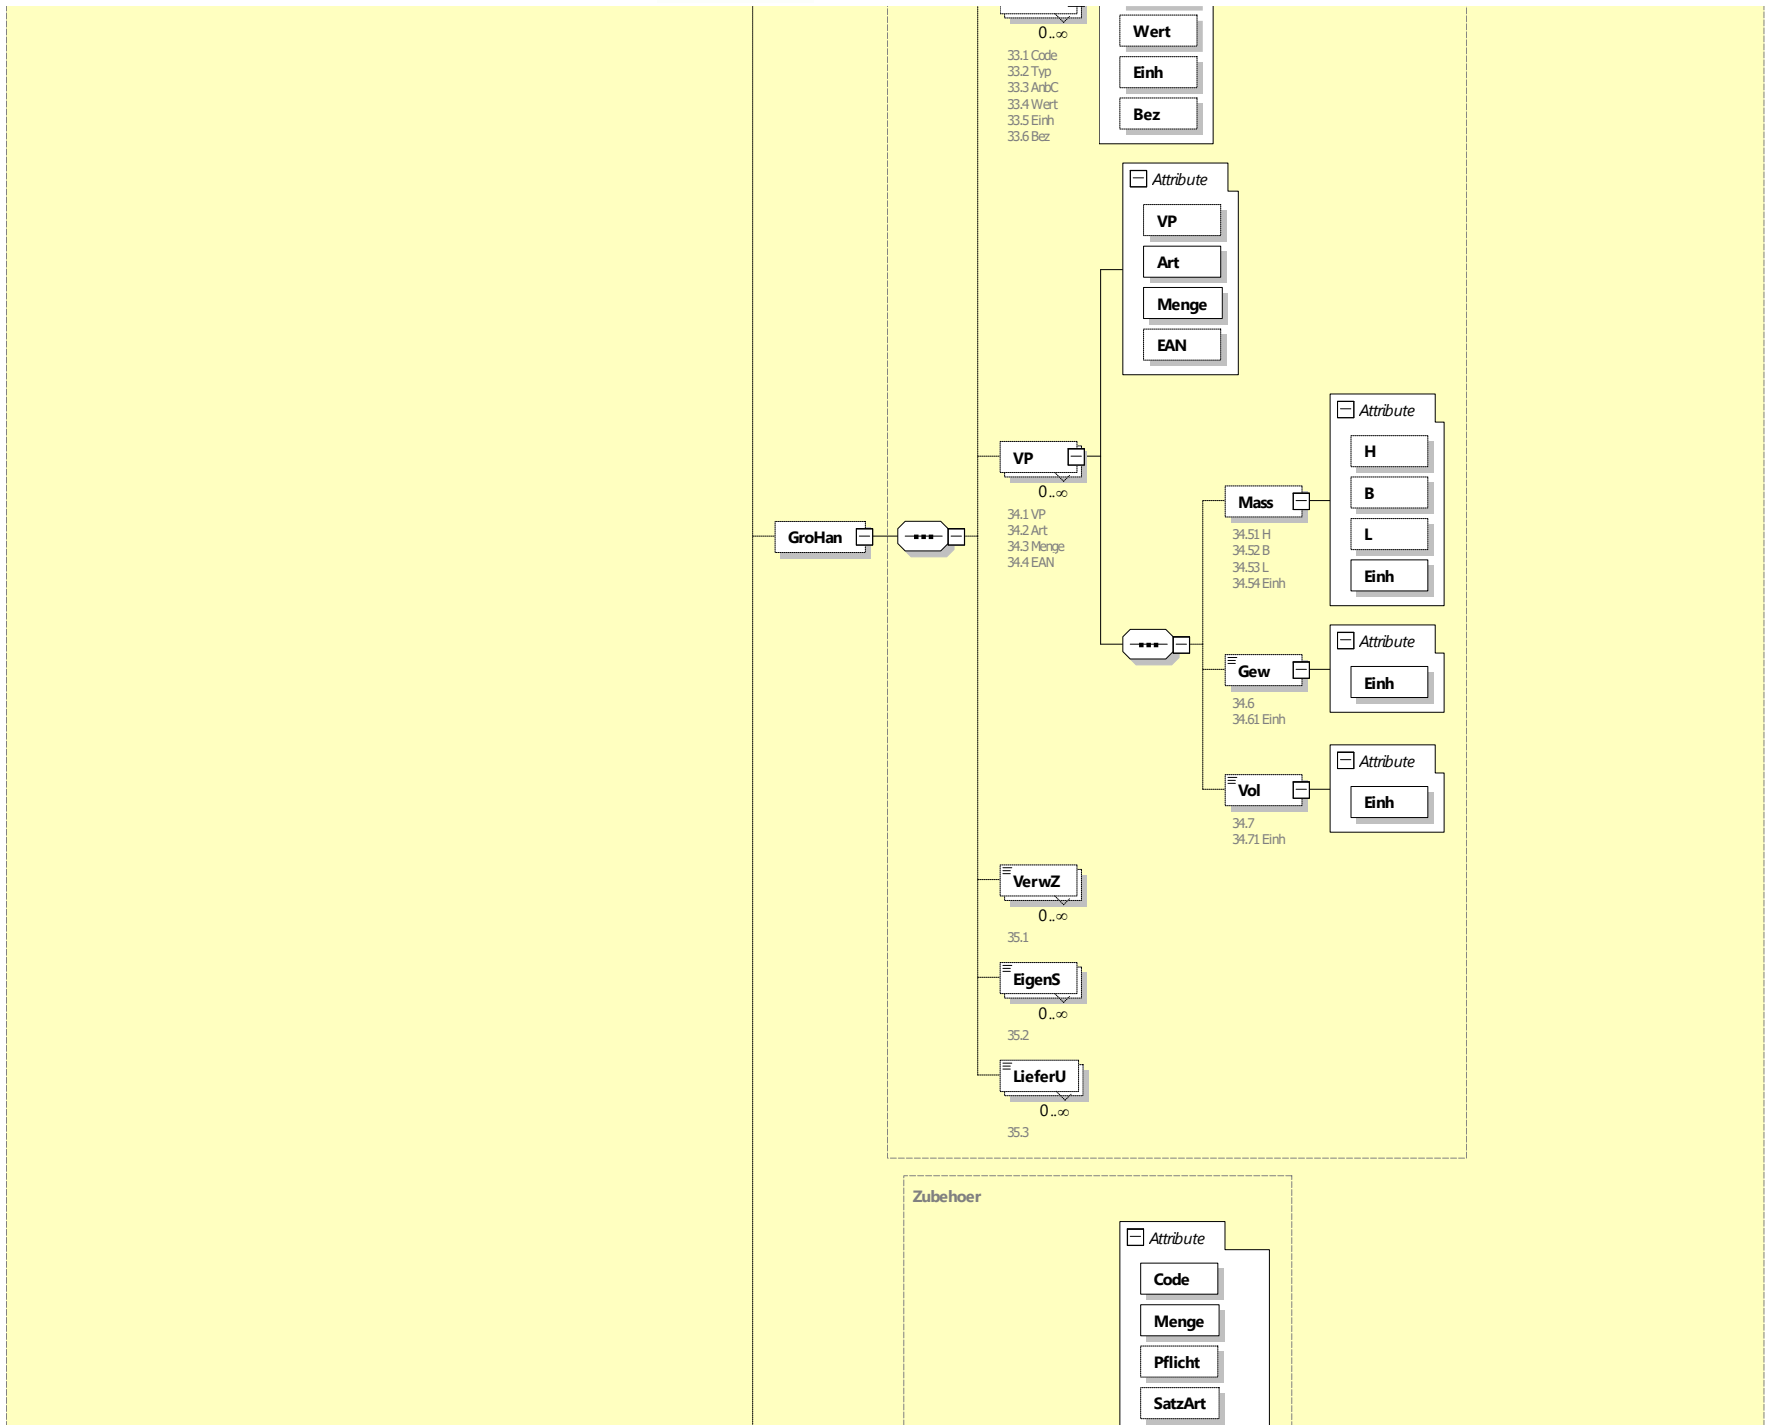 0..∞
33.1 Code
33.2 Typ
33.3 AnbC
33.4 Wert
33.5 Einh
33.6 Bez
Wert
Einh
Bez
Attribute
VP
Art
Menge
EAN
GroHan
VP
0..∞
34.1 VP
34.2 Art
34.3 Menge
34.4 EAN
Mass
34.51 H
34.52 B
34.53 L
34.54 Einh
Attribute
H
B
L
Einh
Gew
34.6
34.61 Einh
Attribute
Einh
Vol
34.7
34.71 Einh
Attribute
Einh
VerwZ
0..∞
35.1
EigenS
0..∞
35.2
LieferU
0..∞
35.3
Zubehoer
Attribute
Code
Menge
Pflicht
SatzArt